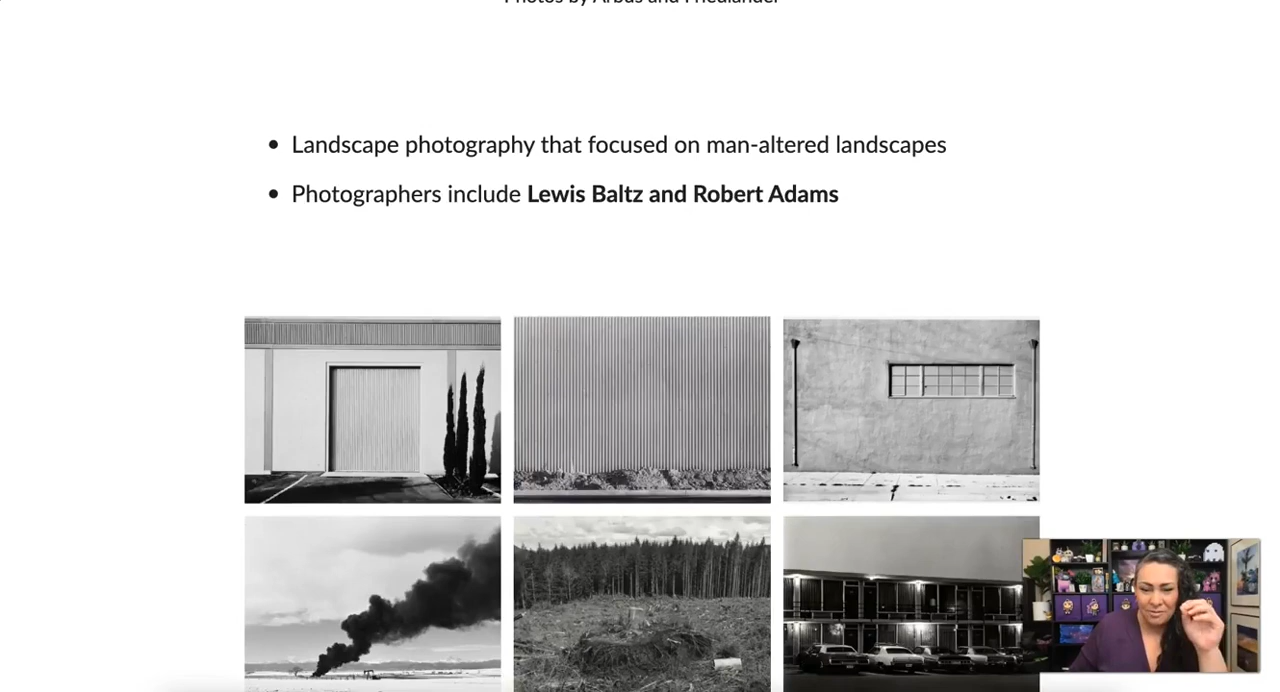 Photos by Arbus and Friedlander
Landscape photography that focused on man-altered landscapes
Photographers include Lewis Baltz and Robert Adams